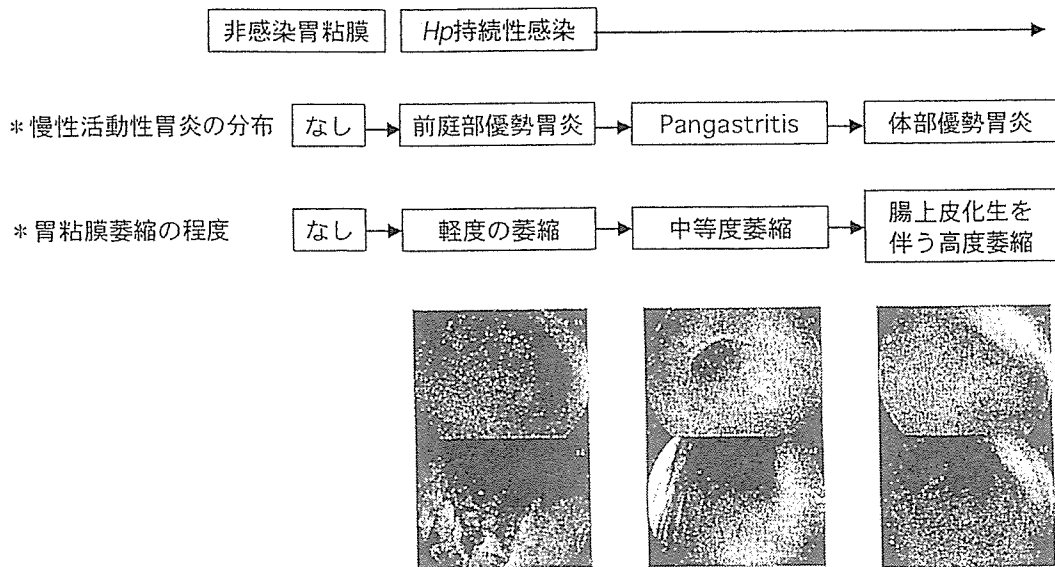 非感染胃粘膜 Hp持続性感染
＊慢性活動性胃炎の分布 なし 前庭部優勢胃炎 Pangastritis 体部優勢胃炎
＊胃粘膜萎縮の程度 なし 軽度の萎縮 中等度萎縮 腸上皮化生を
伴う高度萎縮